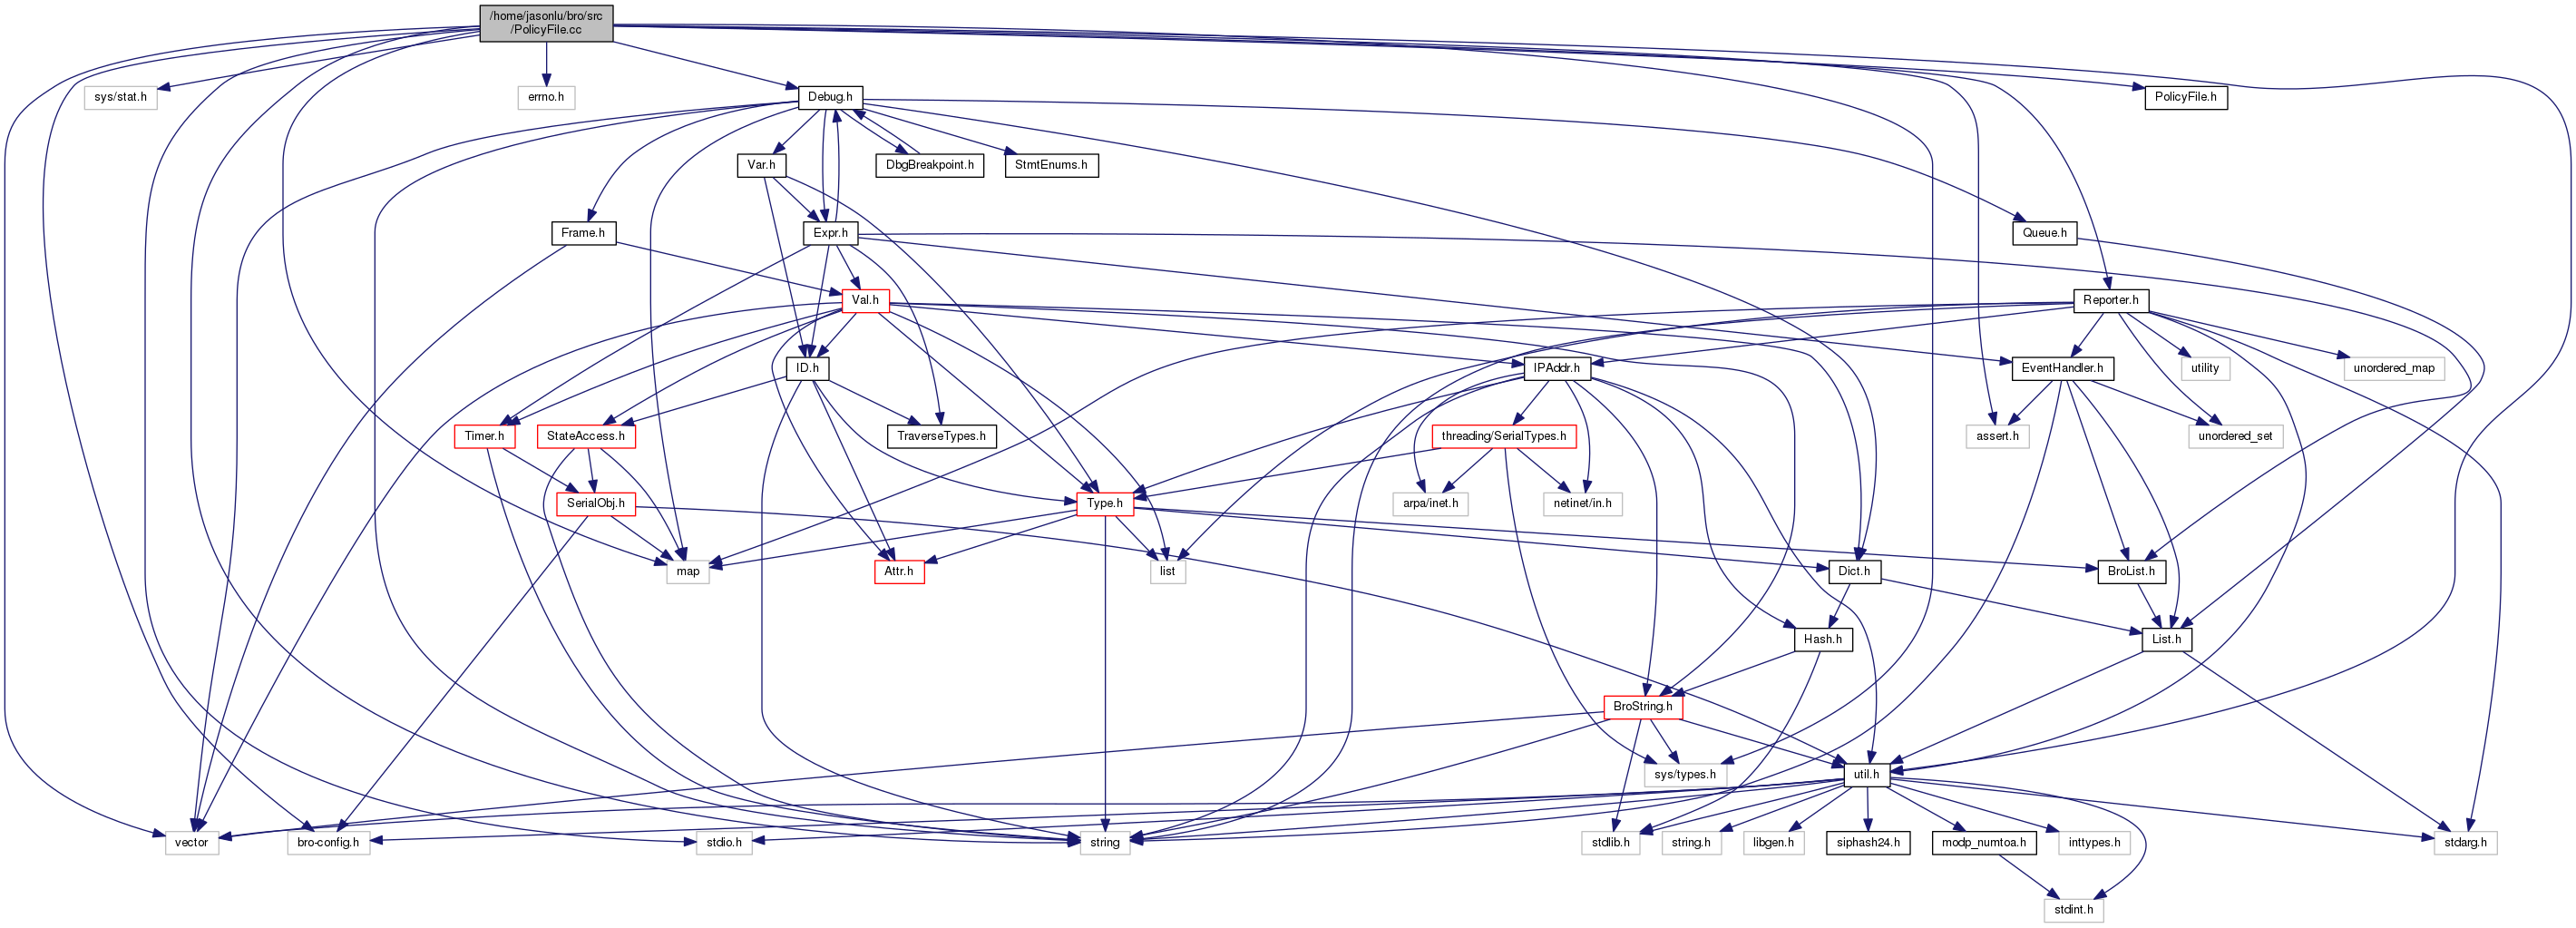 /home/jasonlu/bro/src
/PolicyFile.cc
sys/stat.h
errno.h
Debug.h
PolicyFile.h
Var.h
DbgBreakpoint.h
StmtEnums.h
Frame.h
Expr.h
Queue.h
Val.h
Reporter.h
ID.h
IPAddr.h
EventHandler.h
utility
unordered_map
Timer.h
StateAccess.h
TraverseTypes.h
threading/SerialTypes.h
assert.h
unordered_set
SerialObj.h
Type.h
arpa/inet.h
netinet/in.h
map
Attr.h
list
Dict.h
BroList.h
Hash.h
List.h
BroString.h
sys/types.h
util.h
vector
bro-config.h
stdio.h
string
stdlib.h
string.h
libgen.h
siphash24.h
modp_numtoa.h
inttypes.h
stdarg.h
stdint.h